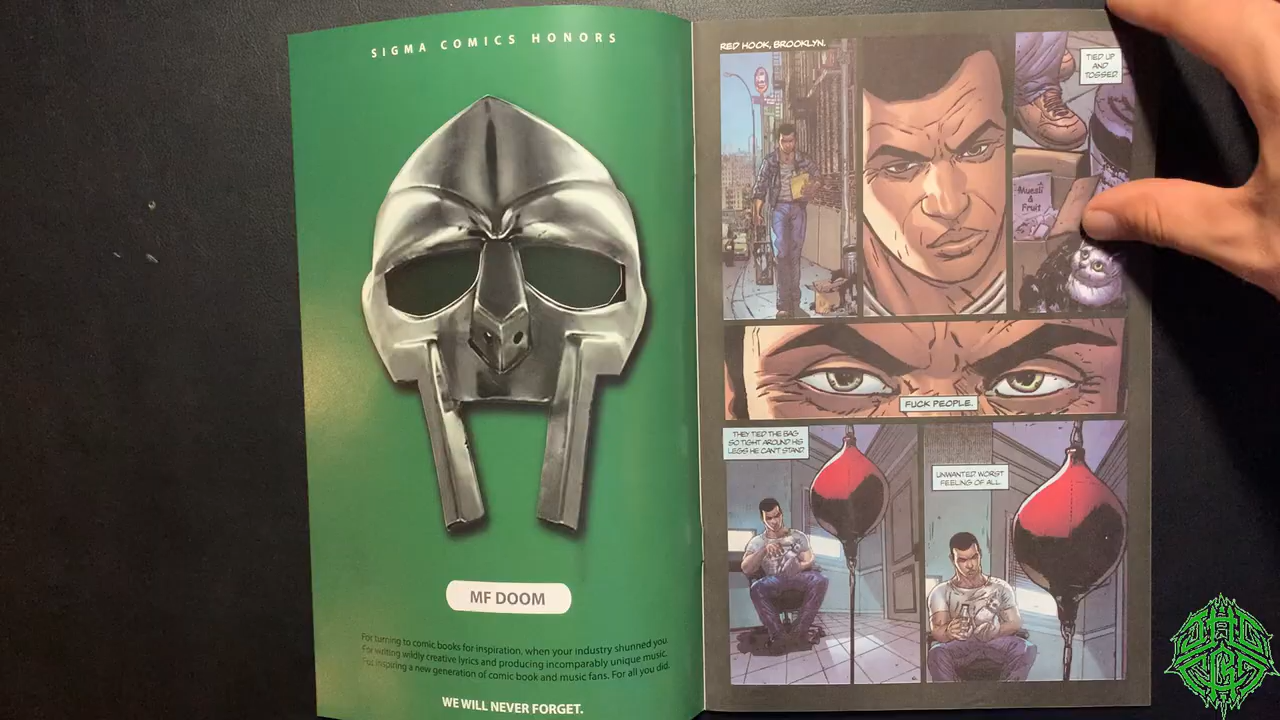 SIGMA COMICS HONORS
MF DOOM
For turning to comic books for inspiration, when your industry shunned you.
For writing wildly creative lyrics and producing incomparably unique music.
For inspiring a new generation of comic book and music fans. For all you did.
WE WILL NEVER FORGET.
RED HOOK, BROOKLYN.
TIED UP
AND
TOSSED.
Muesli
&
Fruit
FUCK PEOPLE.
THEY TIED THE BAG
SO TIGHT AROUND HIS
LEGS HE CAN'T STAND.
UNWANTED. WORST
FEELING OF ALL.